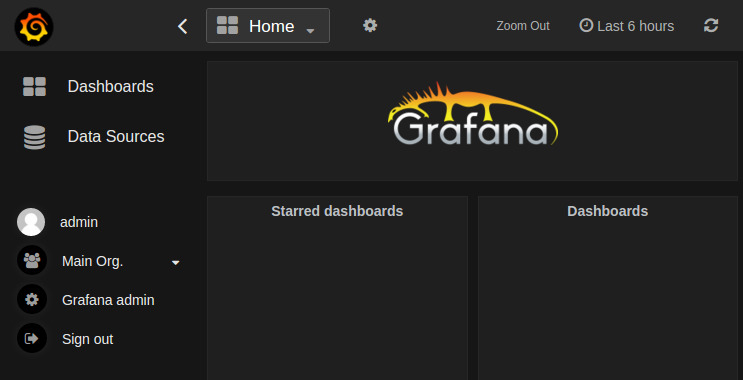 Home
Zoom Out
Last 6 hours
Dashboards
Data Sources
admin
Main Org.
Grafana admin
Sign out
Grafana
Starred dashboards
Dashboards